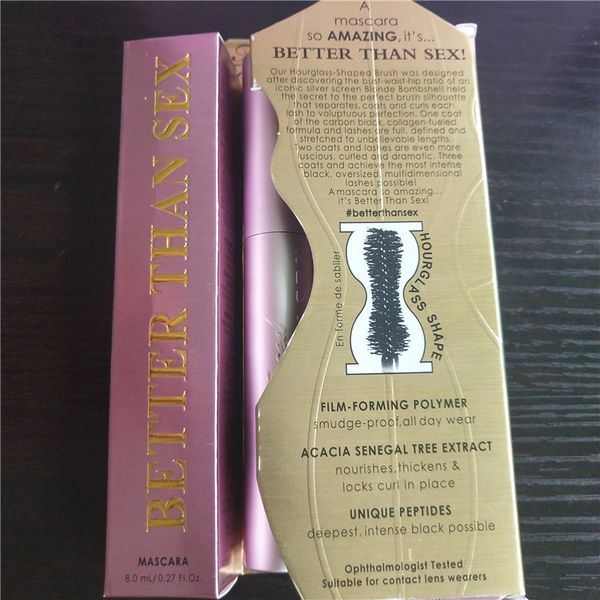 BETTER THAN SEX
MASCARA
8.0 mL/0.27 Fl.Oz.
A
mascara
so AMAZING, it's...
BETTER THAN SEX!
Our Hourglass-Shaped Brush was designed
after discovering the bust-waist-hip ratio of an
iconic silver screen Blonde Bombshell held
the secret to the perfect brush silhouette
that separates, coats and curls each
lash to voluptuous perfection. One coat
of the carbon black, collagen-fueled
formula and lashes are full, defined and
stretched to unbelievable lengths
Two coats and lashes are even more
luscious, curled and dramatic. Three
coats and achieve the most intense
black, oversized, multidimensional
lashes possible!
A mascara so amazing...
it's Better Than Sex!
#betterthansex
En forme de sablier
HOURGLASS SHAPE
FILM-FORMING POLYMER
smudge-proof, all day wear
ACACIA SENEGAL TREE EXTRACT
nourishes, thickens &
locks curl in place
UNIQUE PEPTIDES
deepest, intense black possible
Ophthalmologist Tested
Suitable for contact lens wearers